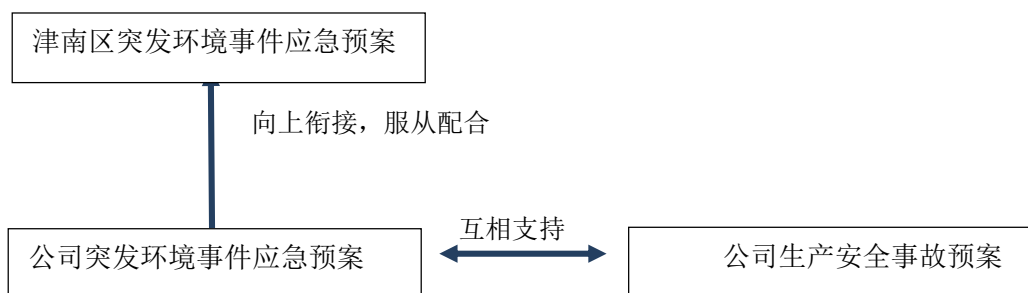 津南区突发环境事件应急预案
向上衔接，服从配合
互相支持
公司突发环境事件应急预案
公司生产安全事故预案